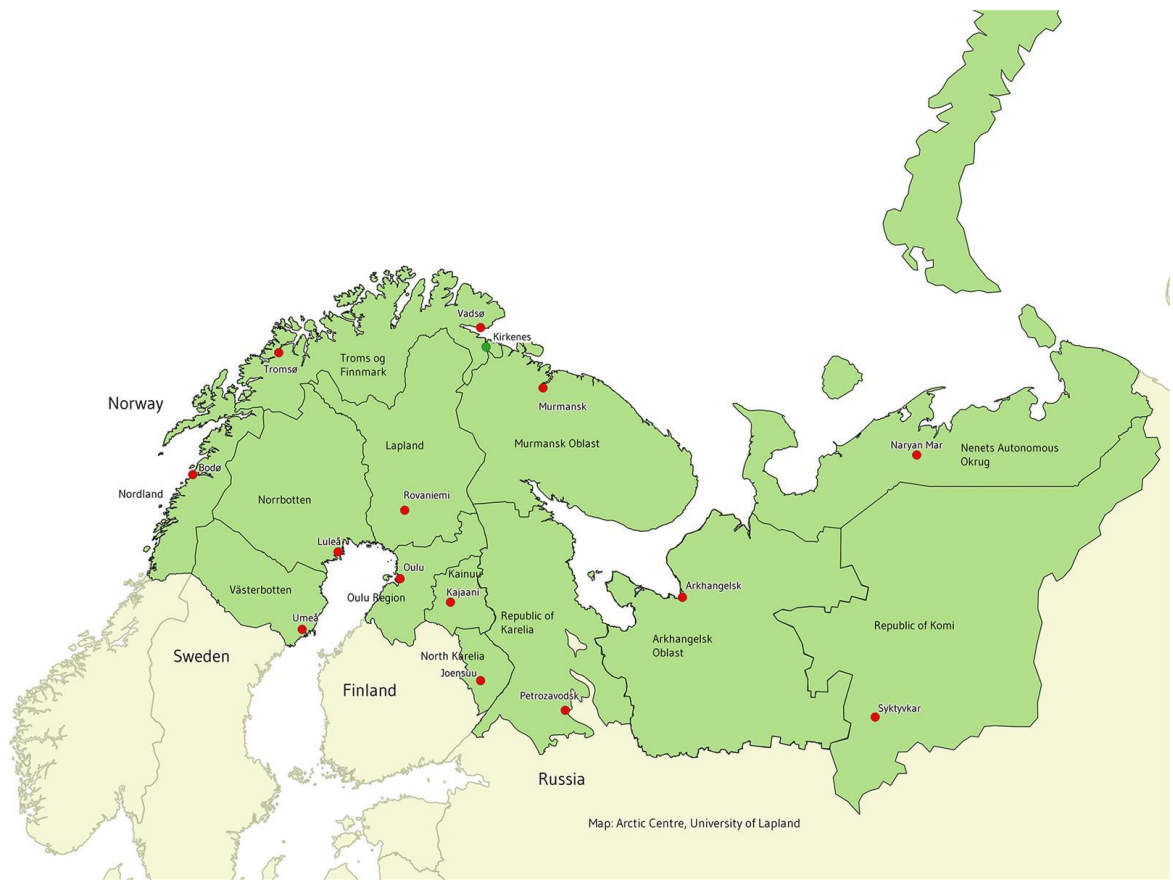 Vadsø
Kirkenes
Tromsø
Troms og
Finnmark
Norway
Murmansk
Murmansk Oblast
Lapland
Naryan Mar
Nenets Autonomous
Okrug
Bodø
Nordland
Norrbotten
Rovaniemi
Luleå
Oulu
Kainuu
Västerbotten
Oulu Region
Kajaani
Arkhangelsk
Umeå
Republic of
Karelia
Republic of Komi
Arkhangelsk
Oblast
Sweden
North Karelia
Joensuu
Finland
Petrozavodsk
Syktyvkar
Russia
Map: Arctic Centre, University of Lapland